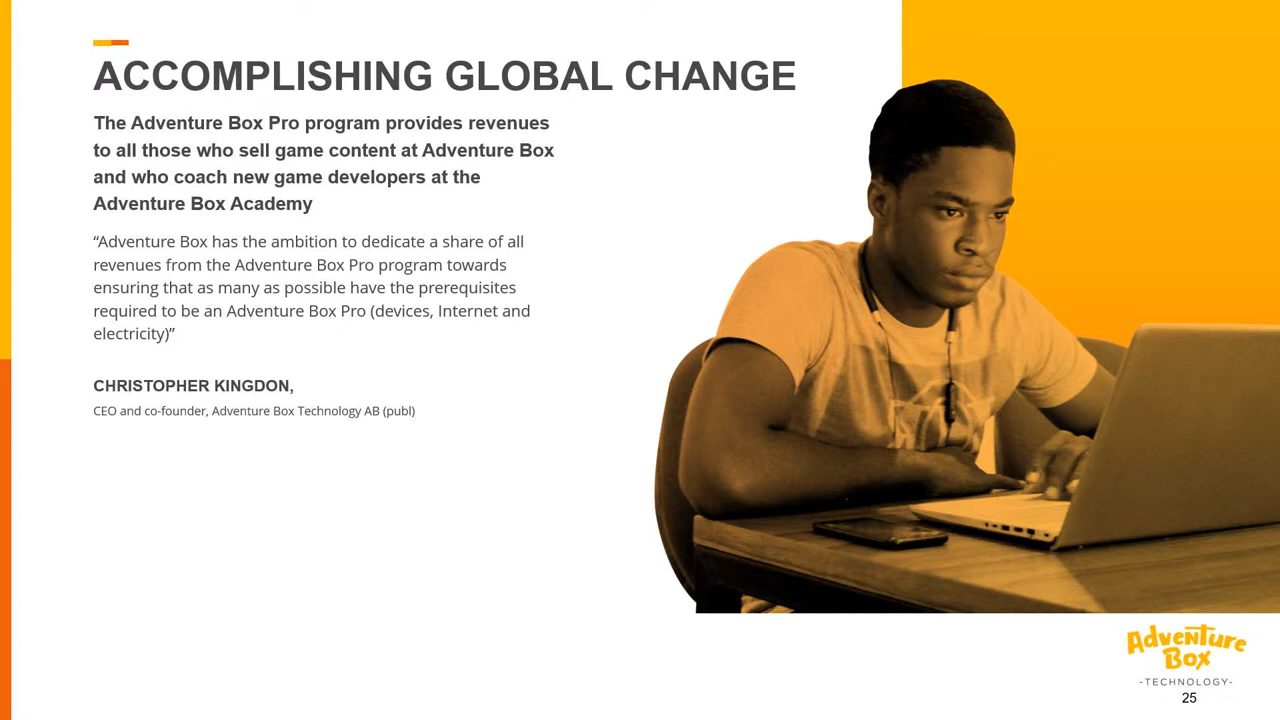 ACCOMPLISHING GLOBAL CHANGE
The Adventure Box Pro program provides revenues
to all those who sell game content at Adventure Box
and who coach new game developers at the
Adventure Box Academy
“Adventure Box has the ambition to dedicate a share of all
revenues from the Adventure Box Pro program towards
ensuring that as many as possible have the prerequisites
required to be an Adventure Box Pro (devices, Internet and
electricity)”
CHRISTOPHER KINGDON,
CEO and co-founder, Adventure Box Technology AB (publ)
Adventure
Box
-TECHNOLOGY-
25